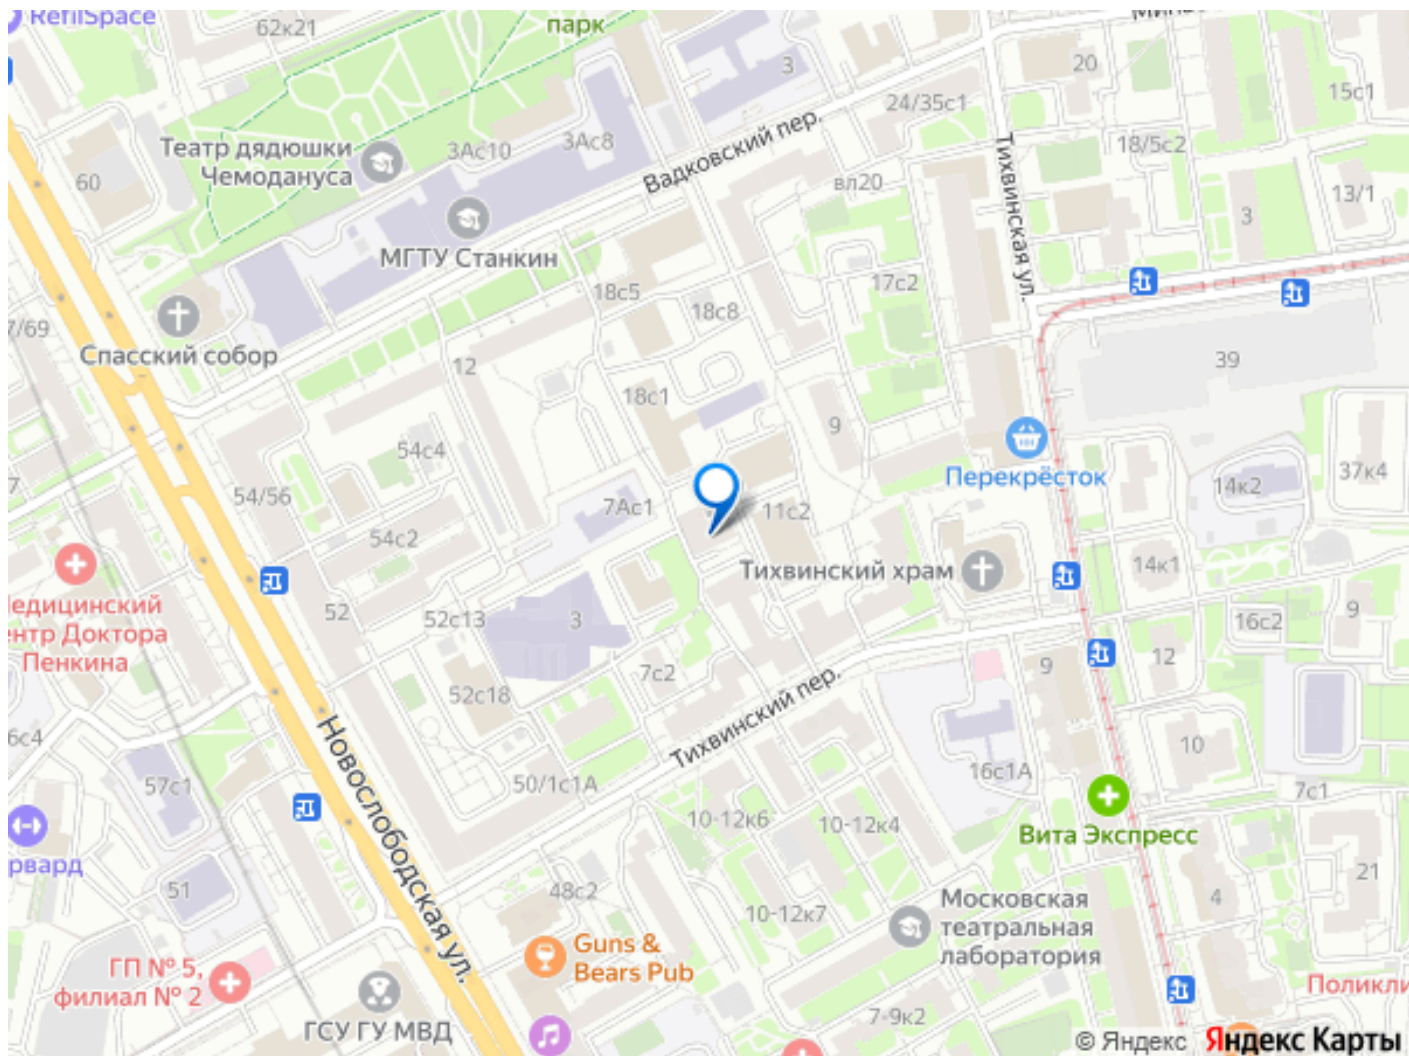 RefilSpace
62к21
парк
3
20
15с1
24/35с1
Театр дядюшки
Чемодануса
3Ас10
3Ас8
Вадковский пер.
18/5с2
Тихвинская ул.
60
вл20
13/1
3
МГТУ Станкин
17с2
18с5
18с8
7/69
Спасский собор
12
39
18с1
9
54с4
Перекрёсток
37к4
14к2
54/56
7Ас1
11с2
54с2
Тихвинский храм
14к1
52
52с13
3
16с2
9
Доктора
Пенкина
7с2
9
12
52с18
Тихвинский пер.
10
6с4
57с1
50/1с1А
16с1А
7с1
Новослободская ул.
10-12к6
10-12к4
Вита Экспресс
51
48с2
21
4
10-12к7
Московская
театральная
лаборатория
Guns &
Bears Pub
ГП № 5,
филиал № 2
ГСУ ГУ МВД
7-9к2
© Яндекс Яндекс Карты